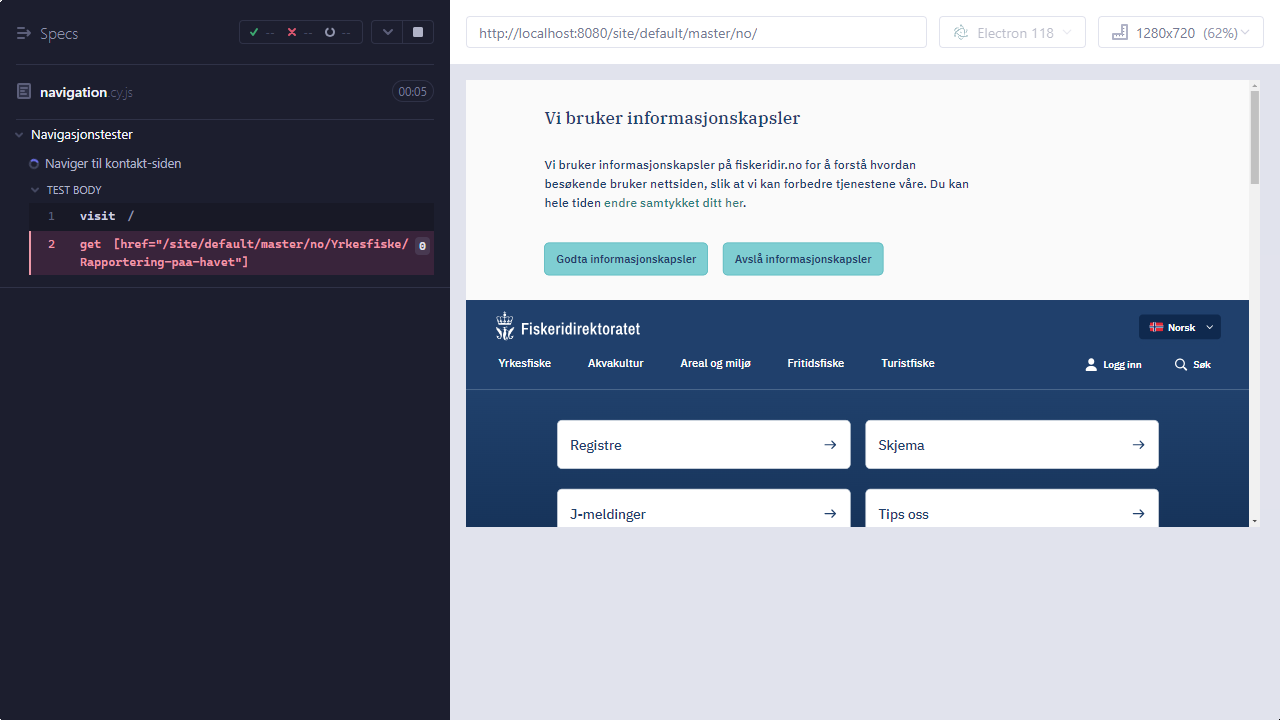 Specs
--
--
--
navigation.cy.js
00:05
Navigasjonstester
Naviger til kontakt-siden
TEST BODY
1 visit /
2 get [href="/site/default/master/no/Yrkesfiske/
Rapportering-paa-havet"]
0
http://localhost:8080/site/default/master/no/
Electron 118
1280x720 (62%)
Vi bruker informasjonskapsler
Vi bruker informasjonskapsler på fiskeridir.no for å forstå hvordan
besøkende bruker nettsiden, slik at vi kan forbedre tjenestene våre. Du kan
hele tiden endre samtykket ditt her.
Godta informasjonskapsler
Avslå informasjonskapsler
Fiskeridirektoratet
Norsk
Yrkesfiske
Akvakultur
Areal og miljø
Fritidsfiske
Turistfiske
Logg inn
Søk
Registre
Skjema
J-meldinger
Tips oss